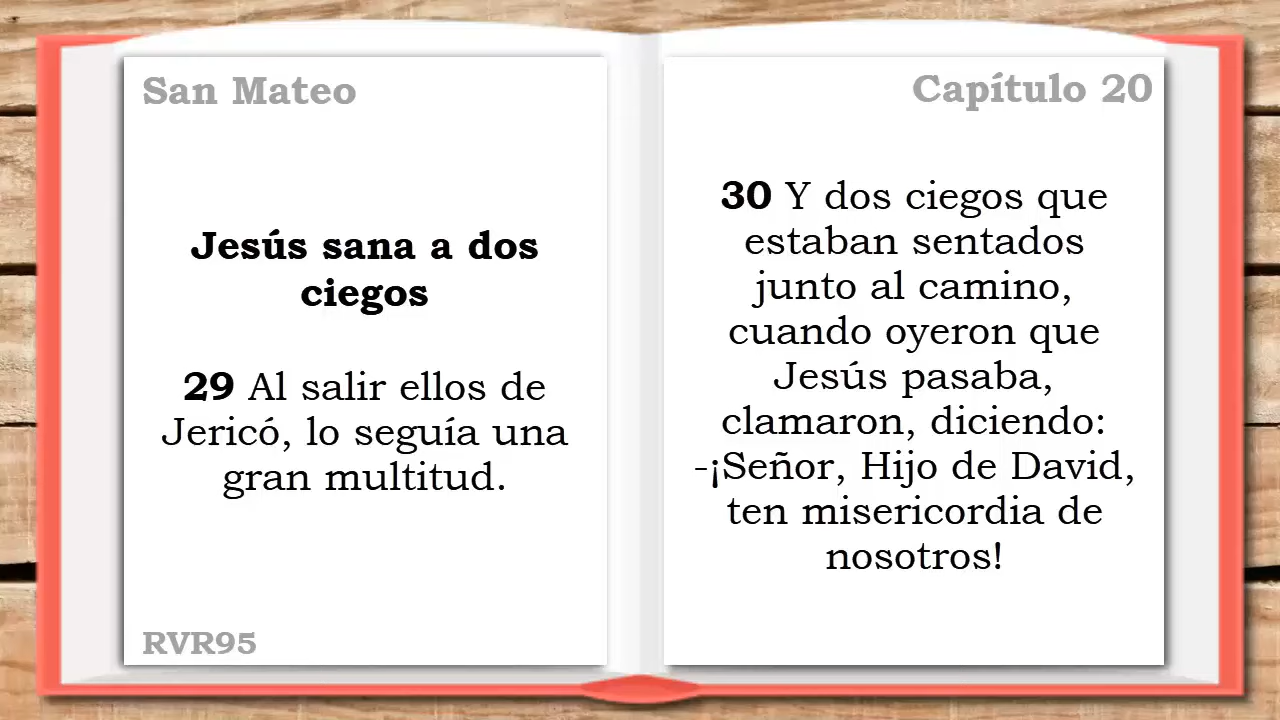 San Mateo
Jesús sana a dos
ciegos
29 Al salir ellos de
Jericó, lo seguía una
gran multitud.
RVR95
Capítulo 20
30 Y dos ciegos que
estaban sentados
junto al camino,
cuando oyeron que
Jesús pasaba,
clamaron, diciendo:
-¡Señor, Hijo de David,
ten misericordia de
nosotros!